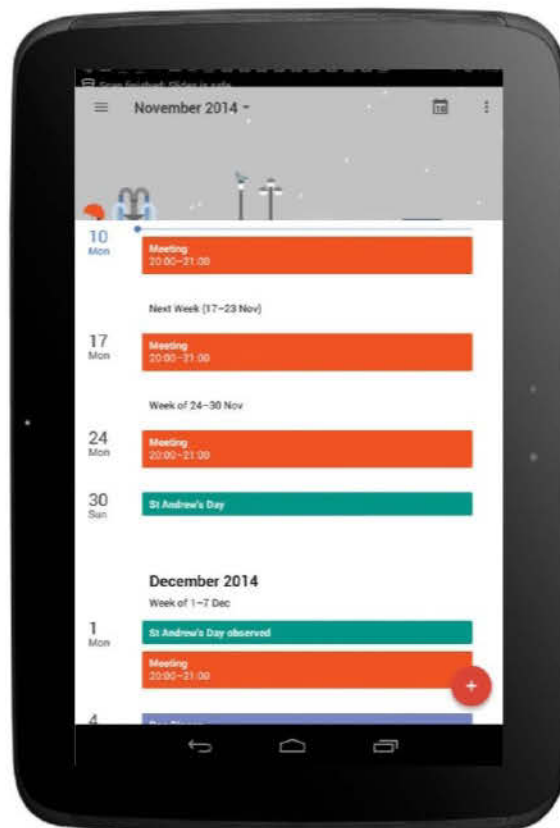 November 2014
10
10
Mon
Meeting
20:00–21:00
Next Week (17–23 Nov)
17
Mon
Meeting
20:00–21:00
Week of 24–30 Nov
24
Mon
Meeting
20:00–21:00
30
Sun
St Andrew's Day
December 2014
Week of 1–7 Dec
1
Mon
St Andrew's Day observed
Meeting
20:00–21:00
+
4